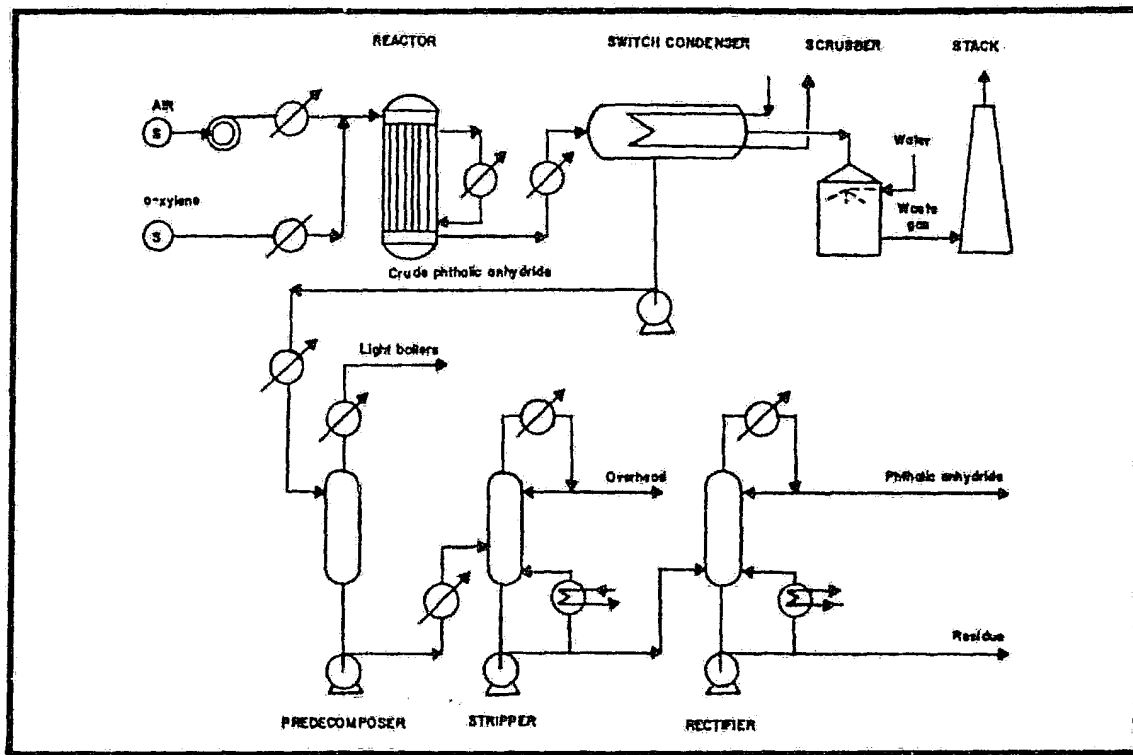 REACTOR
SWITCH CONDENSER
SCRUBBER
STACK
AIR
S
Water
o-xylene
S
Waste
gas
Crude phthalic anhydride
Light boilers
Overhead
Phthalic anhydride
Residue
PREDECOMPOSER
STRIPPER
RECTIFIER